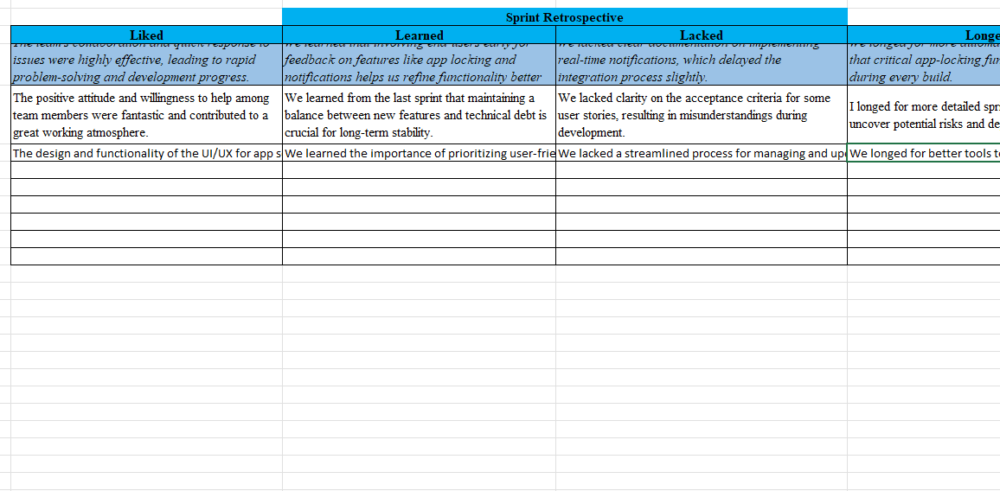 Sprint Retrospective
Liked
Learned
Lacked
Longe
The team's collaboration and quick response to
issues were highly effective, leading to rapid
problem-solving and development progress.
We learned that involving end-users early for
feedback on features like app locking and
notifications helps us refine functionality better
We lacked clear documentation on implementing
real-time notifications, which delayed the
integration process slightly.
We longed for more
that critical app-locking
during every build.
The positive attitude and willingness to help among
team members were fantastic and contributed to a
great working atmosphere.
We learned from the last sprint that maintaining a
balance between new features and technical debt is
crucial for long-term stability.
We lacked clarity on the acceptance criteria for some
user stories, resulting in misunderstandings during
development.
I longed for more detailed spr
uncover potential risks and de
The design and functionality of the UI/UX for app s
We learned the importance of prioritizing user-frie
We lacked a streamlined process for managing and up
We longed for better tools t